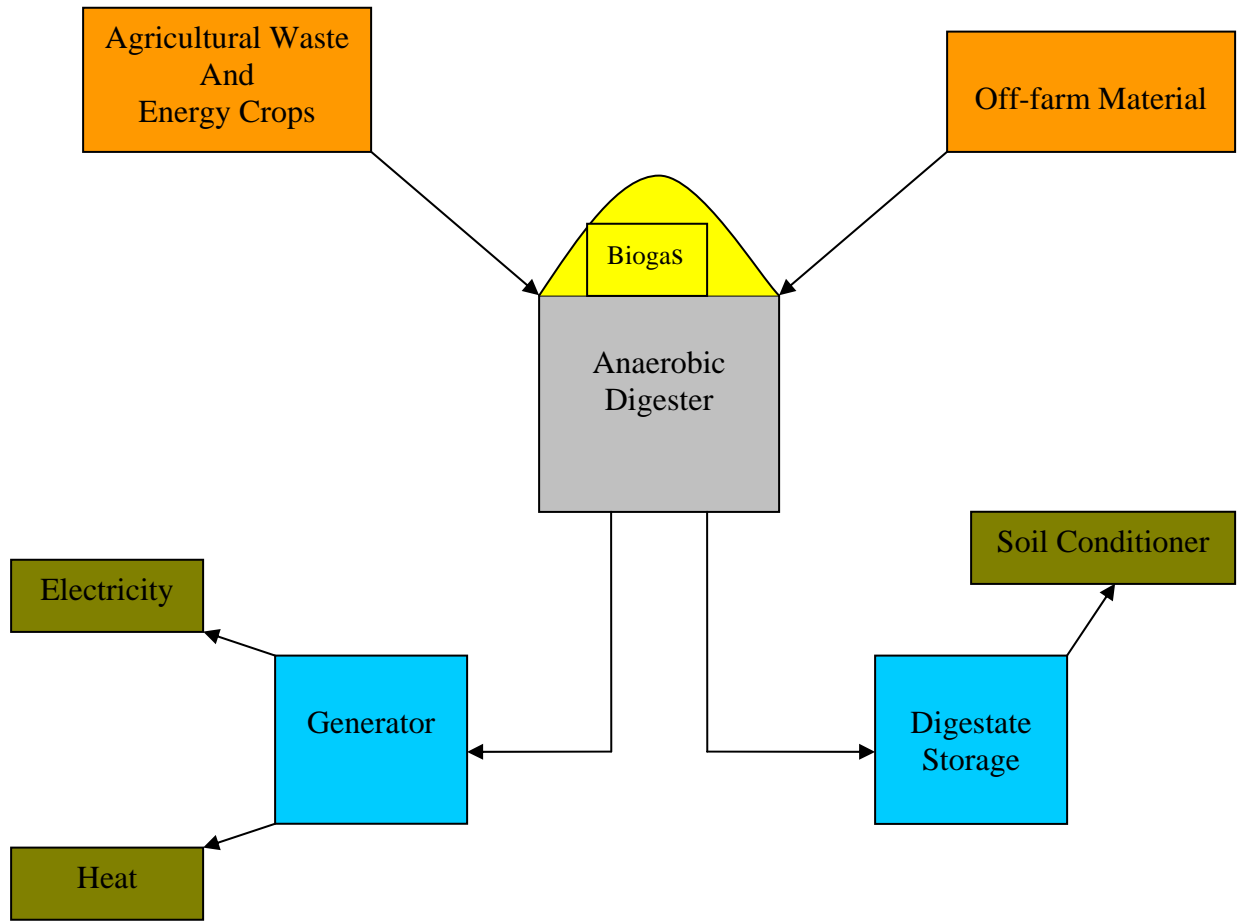 Agricultural Waste
And
Energy Crops
Off-farm Material
Biogas
Anaerobic
Digester
Soil Conditioner
Electricity
Generator
Digestate
Storage
Heat